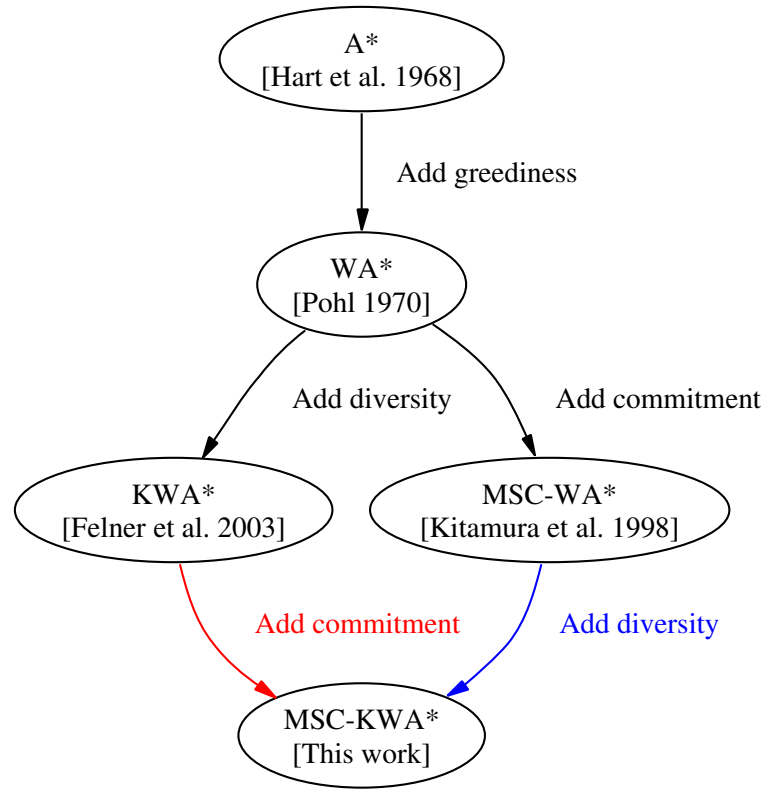 A*
[Hart et al. 1968]
Add greediness
WA*
[Pohl 1970]
Add diversity
Add commitment
KWA*
[Felner et al. 2003]
MSC-WA*
[Kitamura et al. 1998]
Add commitment
Add diversity
MSC-KWA*
[This work]